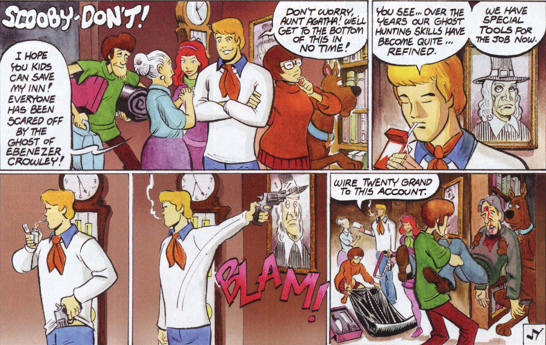 SCOOBY-DON'T!
I HOPE
YOU KIDS
CAN SAVE
MY INN!
EVERYONE
HAS BEEN
SCARED OFF
BY THE
GHOST OF
EBENEZER
CROWLEY!
DON'T WORRY,
AUNT AGATHA! WE'LL
GET TO THE BOTTOM
OF THIS IN
NO TIME!
YOU SEE... OVER THE
YEARS OUR GHOST
HUNTING SKILLS HAVE
BECOME QUITE...
REFINED.
WE HAVE
SPECIAL
TOOLS FOR
THE JOB NOW.
BLAM!
WIRE TWENTY GRAND
TO THIS ACCOUNT.